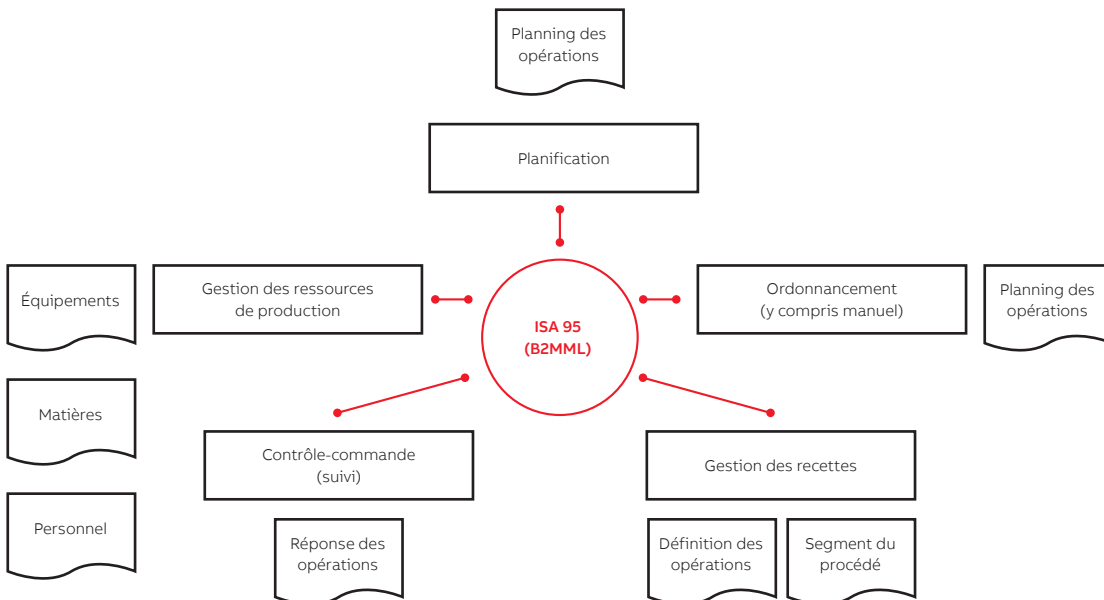 Planning des
opérations
Planification
Équipements
Gestion des ressources
de production
ISA 95
(B2MML)
Ordonnancement
(y compris manuel)
Planning des
opérations
Matières
Contrôle-commande
(suivi)
Gestion des recettes
Personnel
Réponse des
opérations
Définition des
opérations
Segment du
procédé